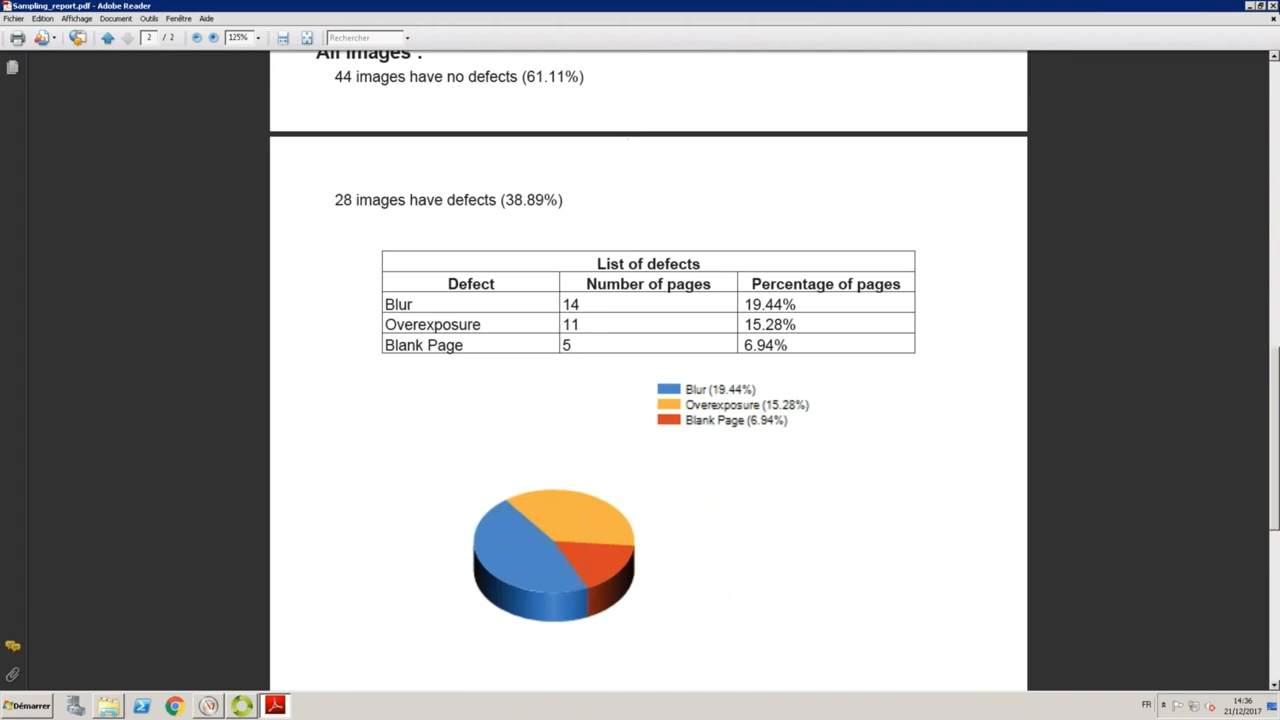 Sampling_report.pdf - Adobe Reader
Fichier Edition Affichage Document Outils Fenêtre Aide
2 / 2 125% Rechercher
All images :
44 images have no defects (61.11%)
28 images have defects (38.89%)
List of defects
Defect Number of pages Percentage of pages
Blur 14 19.44%
Overexposure 11 15.28%
Blank Page 5 6.94%
Blur (19.44%)
Overexposure (15.28%)
Blank Page (6.94%)
Démarrer FR 14:36
21/12/2017